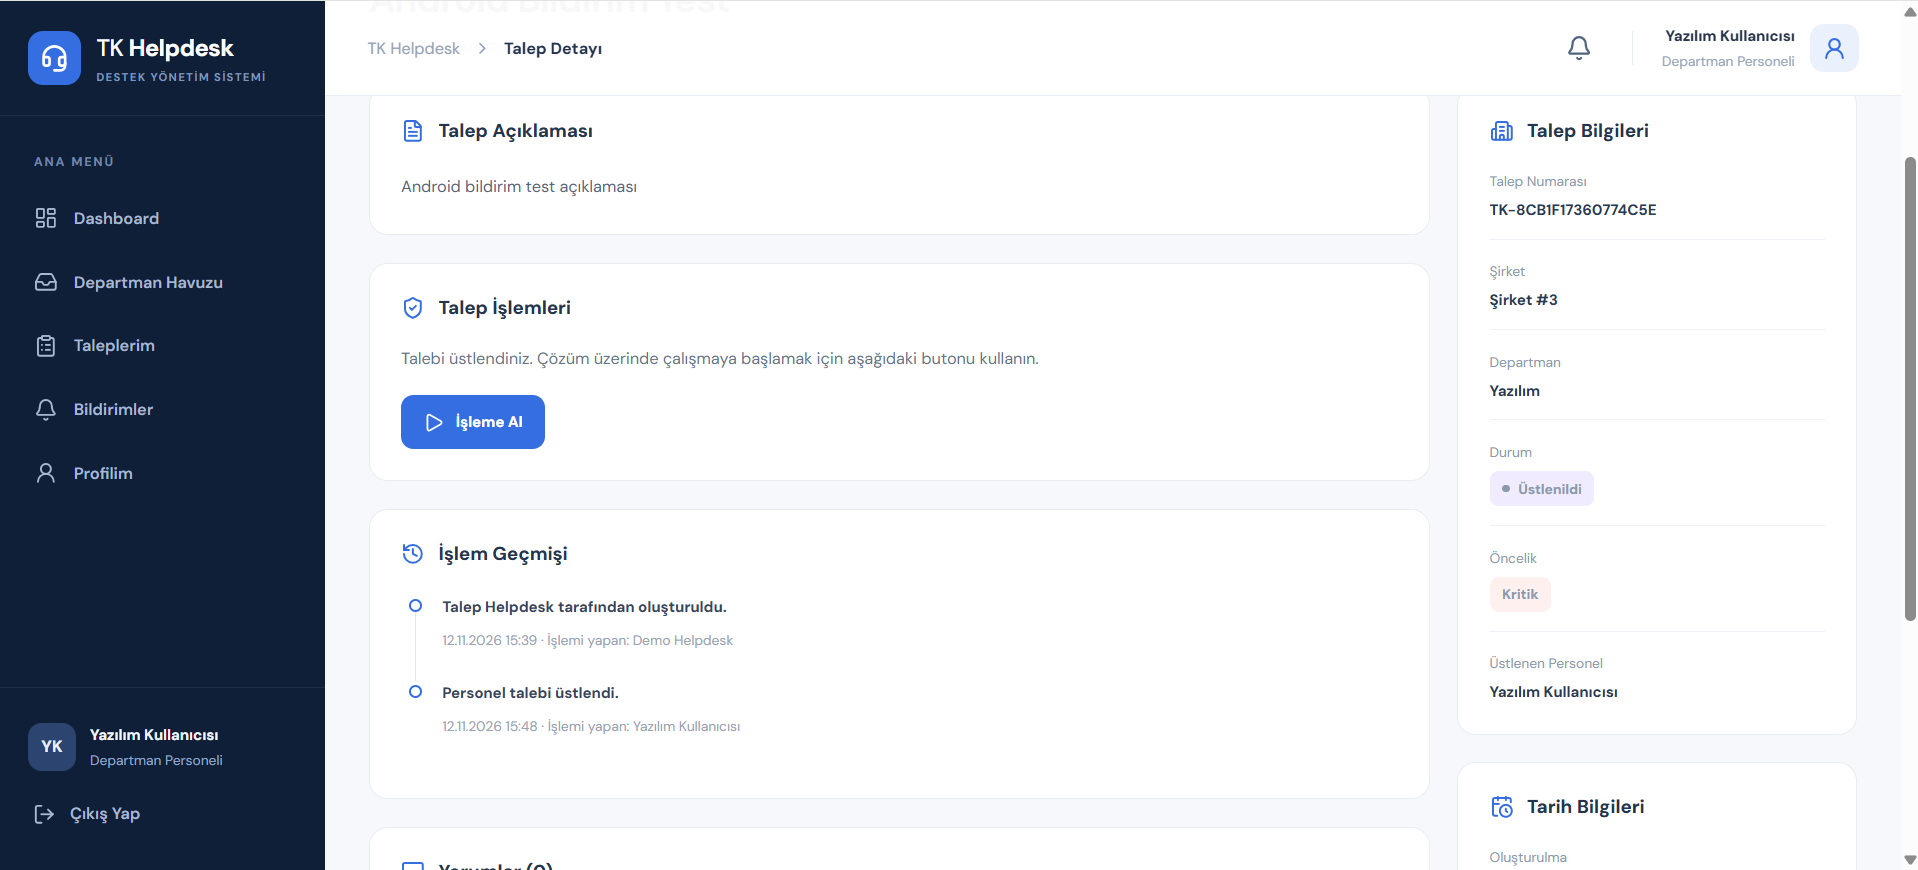 TK Helpdesk
DESTEK YÖNETİM SİSTEMİ
ANA MENÜ
Dashboard
Departman Havuzu
Taleplerim
Bildirimler
Profilim
YK
Yazılım Kullanıcısı
Departman Personeli
Çıkış Yap
Android Bildirim Test
TK Helpdesk > Talep Detayı
Yazılım Kullanıcısı
Departman Personeli
Talep Açıklaması
Android bildirim test açıklaması
Talep İşlemleri
Talebi üstlendiniz. Çözüm üzerinde çalışmaya başlamak için aşağıdaki butonu kullanın.
İşleme Al
İşlem Geçmişi
Talep Helpdesk tarafından oluşturuldu.
12.11.2026 15:39 · İşlemi yapan: Demo Helpdesk
Personel talebi üstlendi.
12.11.2026 15:48 · İşlemi yapan: Yazılım Kullanıcısı
Yorumlar (0)
Talep Bilgileri
Talep Numarası
TK-8CB1F17360774C5E
Şirket
Şirket #3
Departman
Yazılım
Durum
Üstlenildi
Öncelik
Kritik
Üstlenen Personel
Yazılım Kullanıcısı
Tarih Bilgileri
Oluşturulma